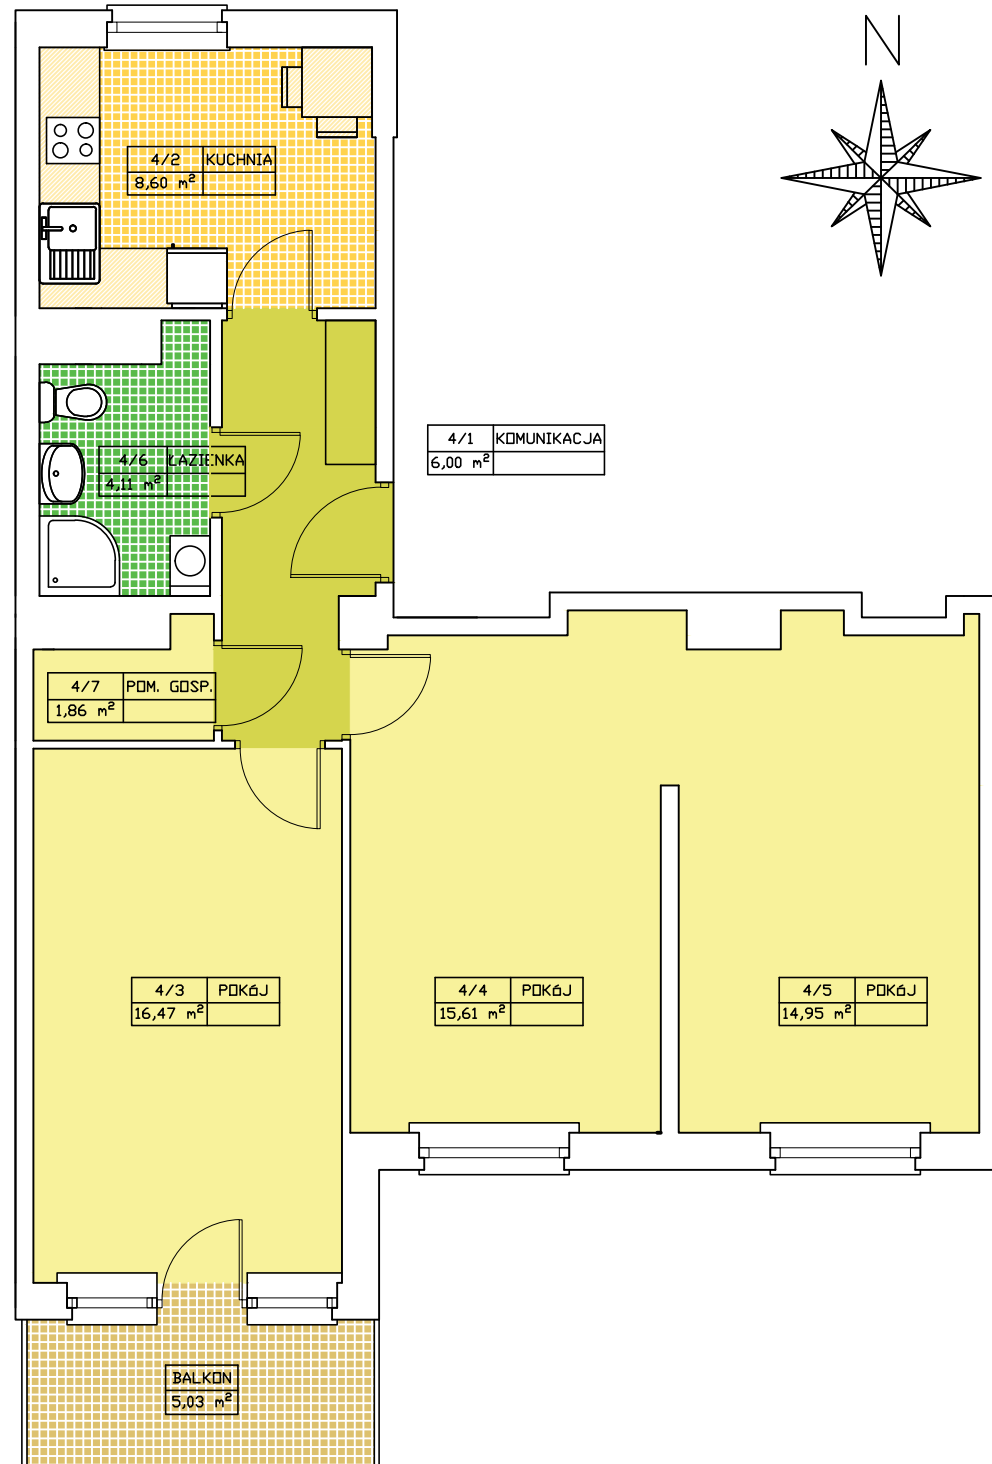 N
4/2 KUCHNIA
8,60 m²
4/1 KOMUNIKACJA
6,00 m²
4/6 ŁAZIENKA
4,11 m²
4/7 POM. GOSP.
1,86 m²
4/3 POKóJ
16,47 m²
4/4 POKóJ
15,61 m²
4/5 POKóJ
14,95 m²
BALKON
5,03 m²